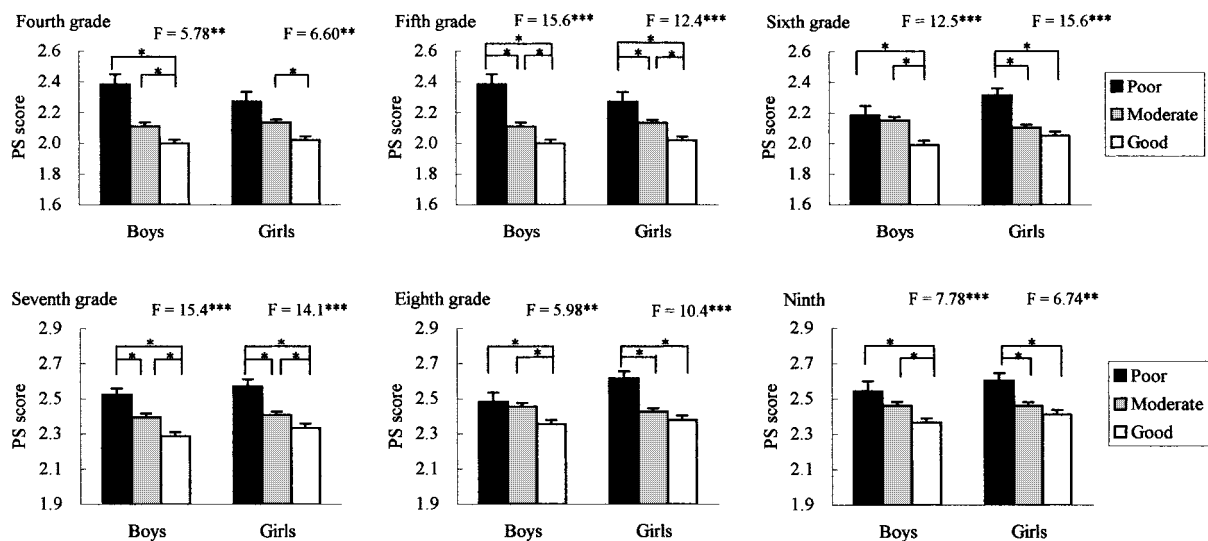 Fourth grade
F = 5.78**
F = 6.60**
PS score
2.6
2.4
2.2
2.0
1.8
1.6
*
*
*
Boys
Girls
Fifth grade
F = 15.6***
F = 12.4***
PS score
2.6
2.4
2.2
2.0
1.8
1.6
*
*
*
*
*
*
Boys
Girls
Sixth grade
F = 12.5***
F = 15.6***
PS score
2.6
2.4
2.2
2.0
1.8
1.6
*
*
*
*
Boys
Girls
Poor
Moderate
Good
Seventh grade
F = 15.4***
F = 14.1***
PS score
2.9
2.7
2.5
2.3
2.1
1.9
*
*
*
*
*
*
Boys
Girls
Eighth grade
F = 5.98**
F = 10.4***
PS score
2.9
2.7
2.5
2.3
2.1
1.9
*
*
*
*
Boys
Girls
Ninth
F = 7.78***
F = 6.74**
PS score
2.9
2.7
2.5
2.3
2.1
1.9
*
*
*
*
Boys
Girls
Poor
Moderate
Good